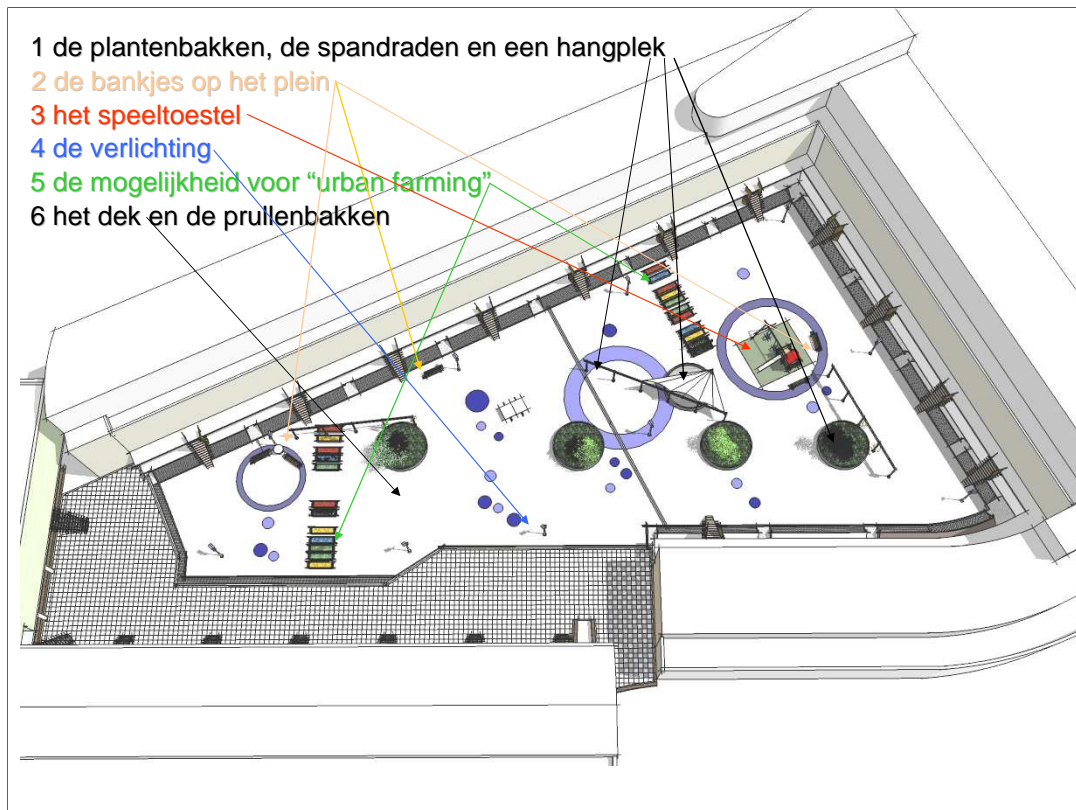 1 de plantenbakken, de spandraden en een hangplek
2 de bankjes op het plein
3 het speeltoestel
4 de verlichting
5 de mogelijkheid voor “urban farming”
6 het dek en de prullenbakken